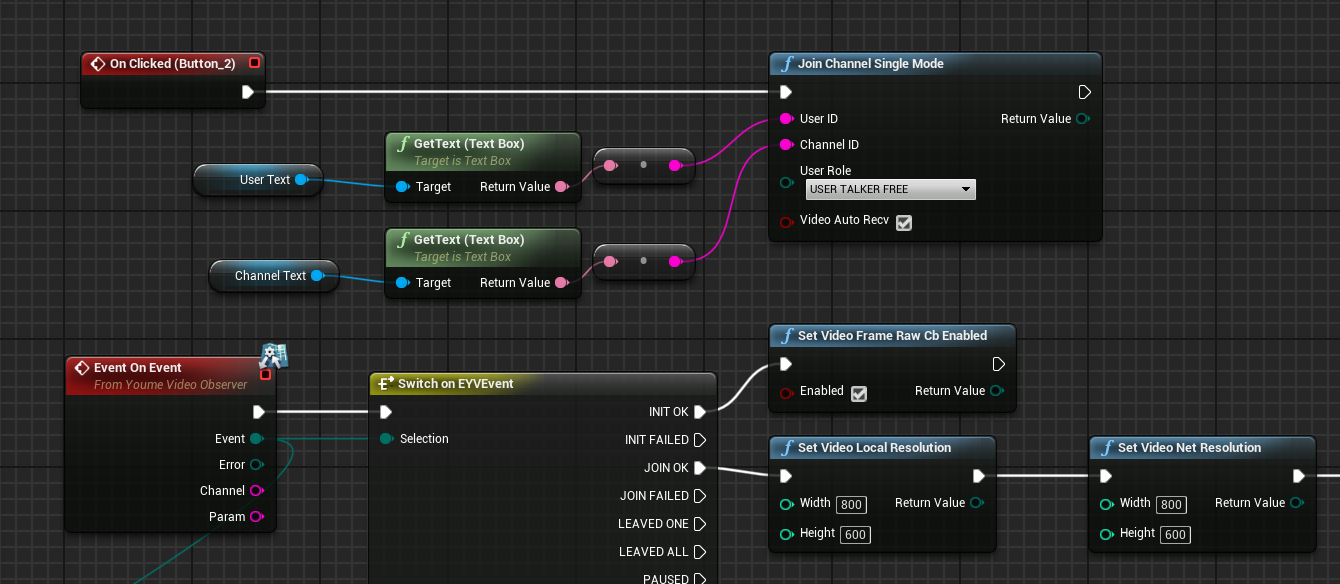 On Clicked (Button_2)
Join Channel Single Mode
User ID
Return Value
Channel ID
User Role
USER TALKER FREE
Video Auto Recv
GetText (Text Box)
Target is Text Box
User Text
Target
Return Value
GetText (Text Box)
Target is Text Box
Channel Text
Target
Return Value
Event On Event
From Youme Video Observer
Event
Error
Channel
Param
Switch on EYVEvent
Selection
INIT OK
INIT FAILED
JOIN OK
JOIN FAILED
LEAVED ONE
LEAVED ALL
PAUSED
Set Video Frame Raw Cb Enabled
Enabled
Return Value
Set Video Local Resolution
Width 800
Return Value
Height 600
Set Video Net Resolution
Width 800
Return Value
Height 600